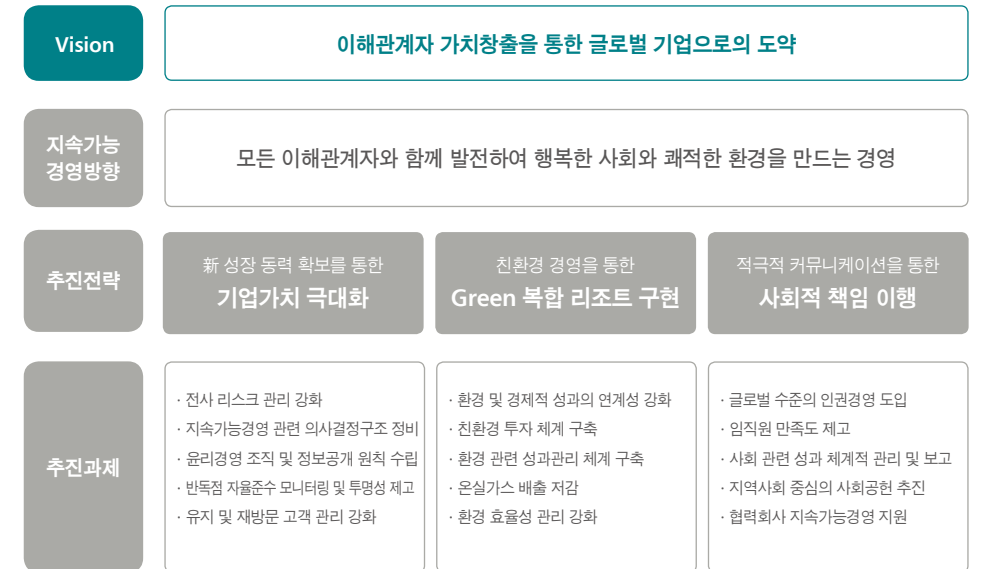 Vision
이해관계자 가치창출을 통한 글로벌 기업으로의 도약
지속가능
경영방향
모든 이해관계자와 함께 발전하여 행복한 사회와 쾌적한 환경을 만드는 경영
추진전략
新 성장 동력 확보를 통한
기업가치 극대화
친환경 경영을 통한
Green 복합 리조트 구현
적극적 커뮤니케이션을 통한
사회적 책임 이행
추진과제
· 전사 리스크 관리 강화
· 지속가능경영 관련 의사결정구조 정비
· 윤리경영 조직 및 정보공개 원칙 수립
· 반독점 자율준수 모니터링 및 투명성 제고
· 유지 및 재방문 고객 관리 강화
· 환경 및 경제적 성과의 연계성 강화
· 친환경 투자 체계 구축
· 환경 관련 성과관리 체계 구축
· 온실가스 배출 저감
· 환경 효율성 관리 강화
· 글로벌 수준의 인권경영 도입
· 임직원 만족도 제고
· 사회 관련 성과 체계적 관리 및 보고
· 지역사회 중심의 사회공헌 추진
· 협력회사 지속가능경영 지원